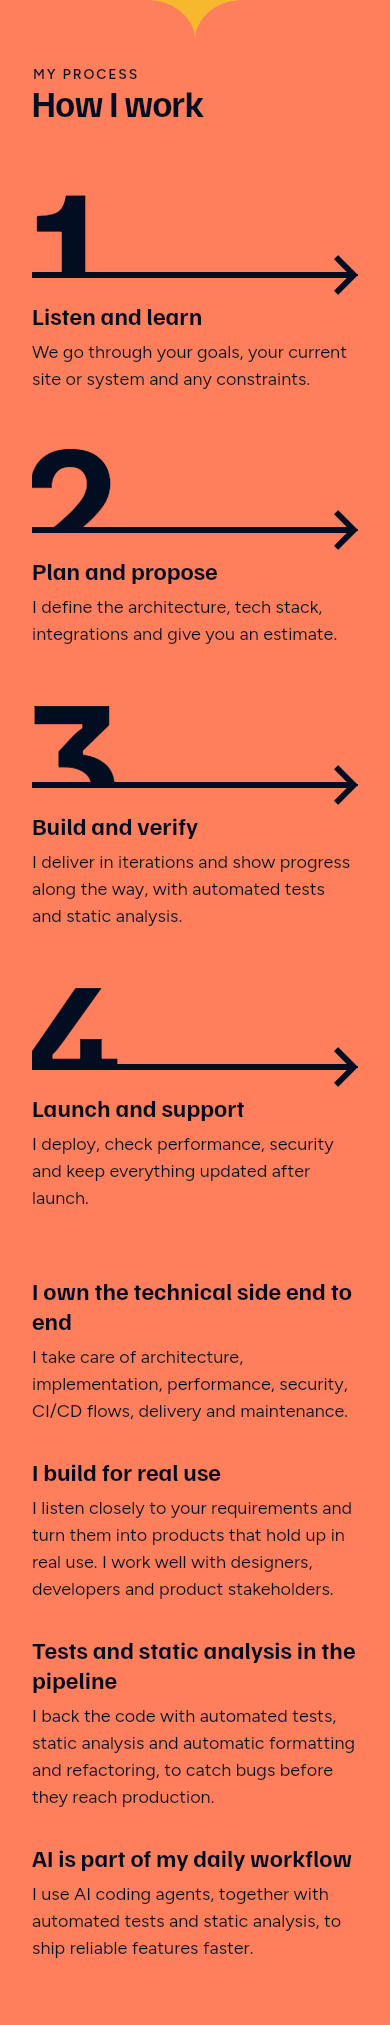 MY PROCESS
How I work
1
Listen and learn
We go through your goals, your current
site or system and any constraints.
2
Plan and propose
I define the architecture, tech stack,
integrations and give you an estimate.
3
Build and verify
I deliver in iterations and show progress
along the way, with automated tests
and static analysis.
4
Launch and support
I deploy, check performance, security
and keep everything updated after
launch.
I own the technical side end to
end
I take care of architecture,
implementation, performance, security,
CI/CD flows, delivery and maintenance.
I build for real use
I listen closely to your requirements and
turn them into products that hold up in
real use. I work well with designers,
developers and product stakeholders.
Tests and static analysis in the
pipeline
I back the code with automated tests,
static analysis and automatic formatting
and refactoring, to catch bugs before
they reach production.
AI is part of my daily workflow
I use AI coding agents, together with
automated tests and static analysis, to
ship reliable features faster.